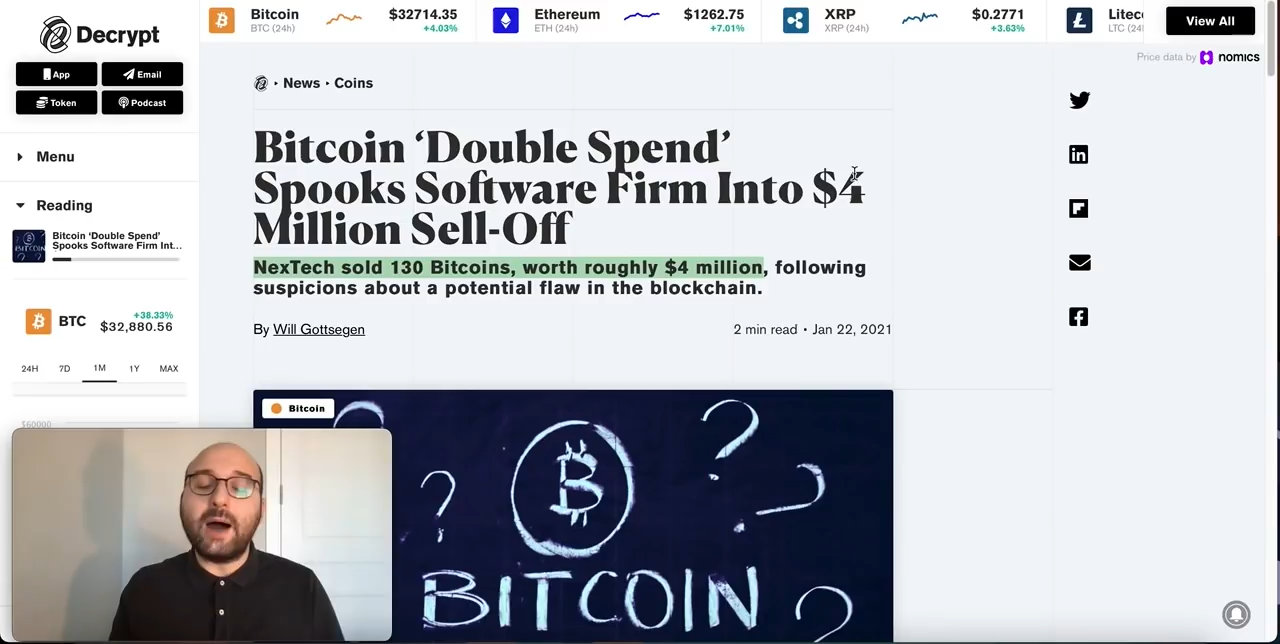 Decrypt
App
Email
Token
Podcast
Menu
Reading
Bitcoin ‘Double Spend’
Spooks Software Firm Int...
BTC
+38.33%
$32,880.56
24H 7D 1M 1Y MAX
$60000
Bitcoin
BTC (24h)
$32714.35
+4.03%
Ethereum
ETH (24h)
$1262.75
+7.01%
XRP
XRP (24h)
$0.2771
+3.63%
Litec
LTC (24
View All
Price data by nomics
News Coins
Bitcoin ‘Double Spend’
Spooks Software Firm Into $4
Million Sell-Off
NexTech sold 130 Bitcoins, worth roughly $4 million, following
suspicions about a potential flaw in the blockchain.
By Will Gottsegen
2 min read • Jan 22, 2021
Bitcoin
? ? ? ?
BITCOIN